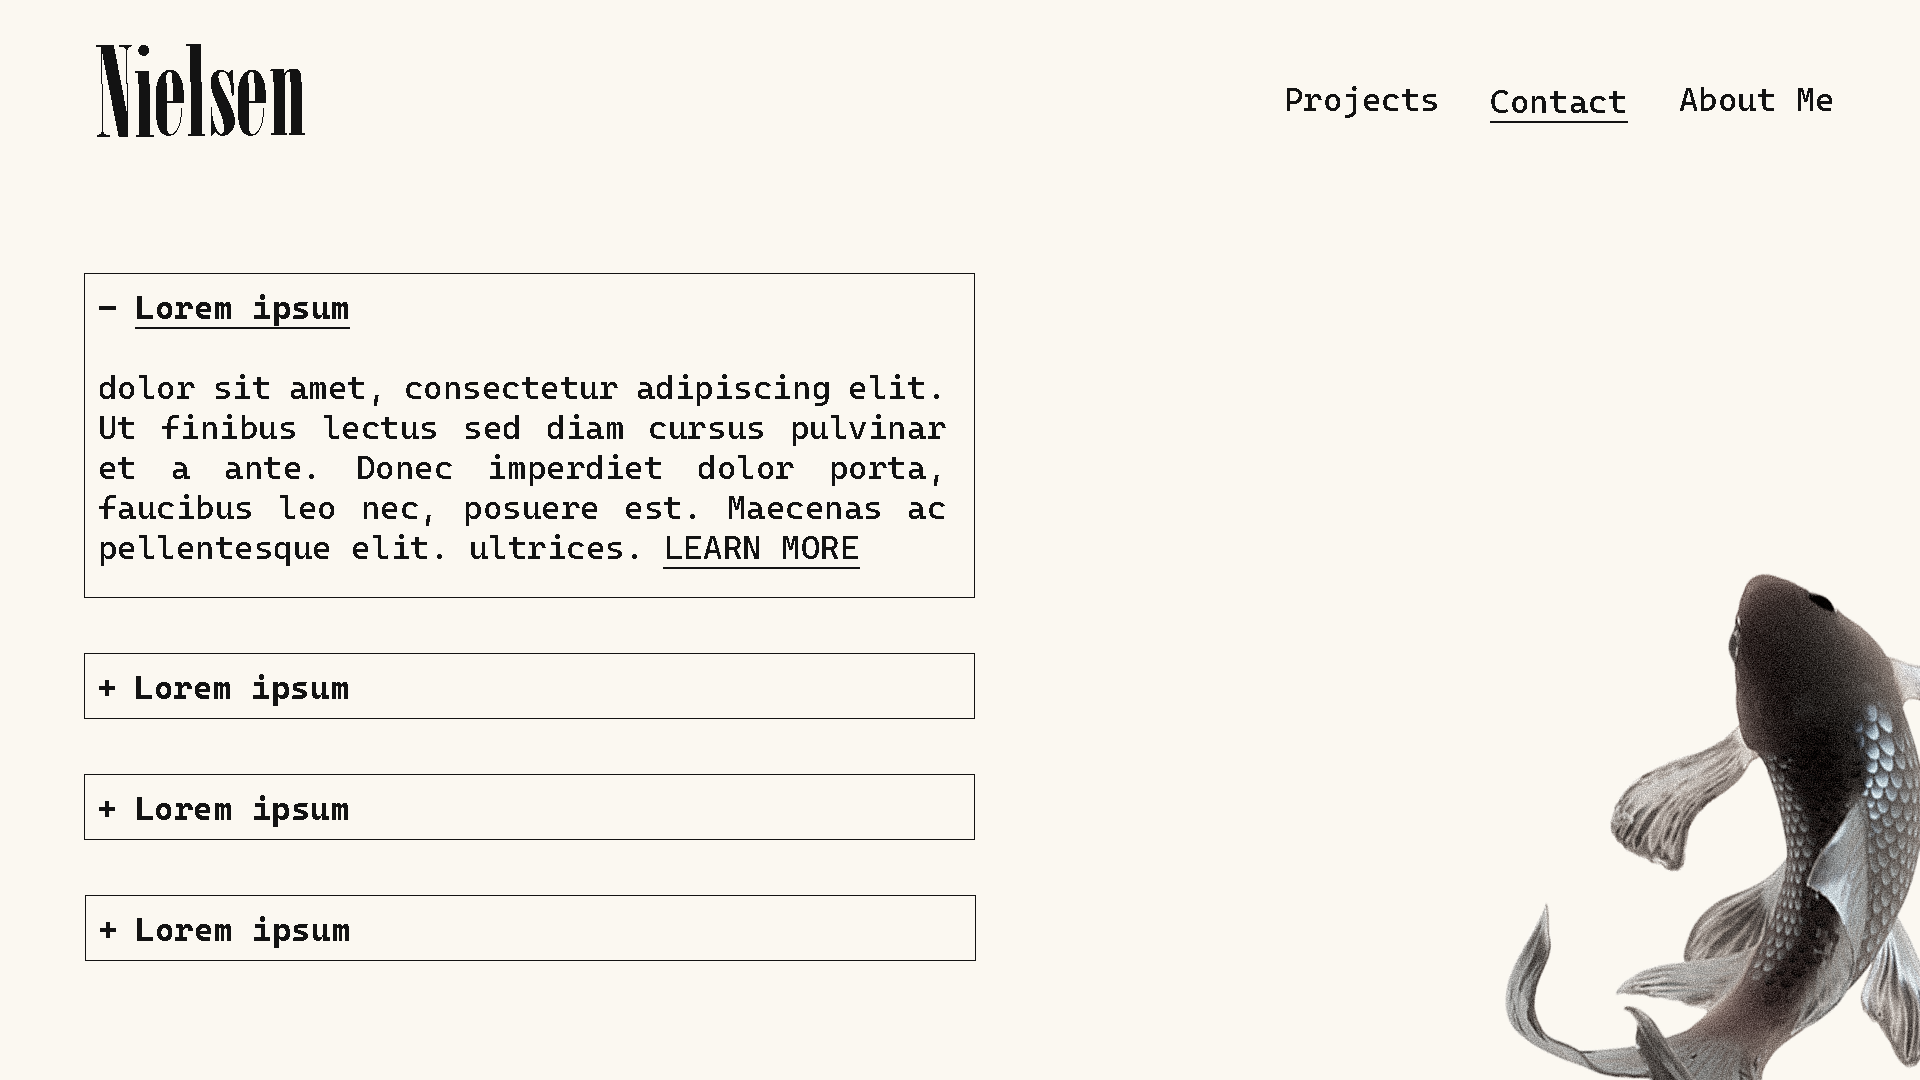 Nielsen
Projects Contact About Me
– Lorem ipsum
dolor sit amet, consectetur adipiscing elit.
Ut finibus lectus sed diam cursus pulvinar
et a ante. Donec imperdiet dolor porta,
faucibus leo nec, posuere est. Maecenas ac
pellentesque elit. ultrices. LEARN MORE
+ Lorem ipsum
+ Lorem ipsum
+ Lorem ipsum